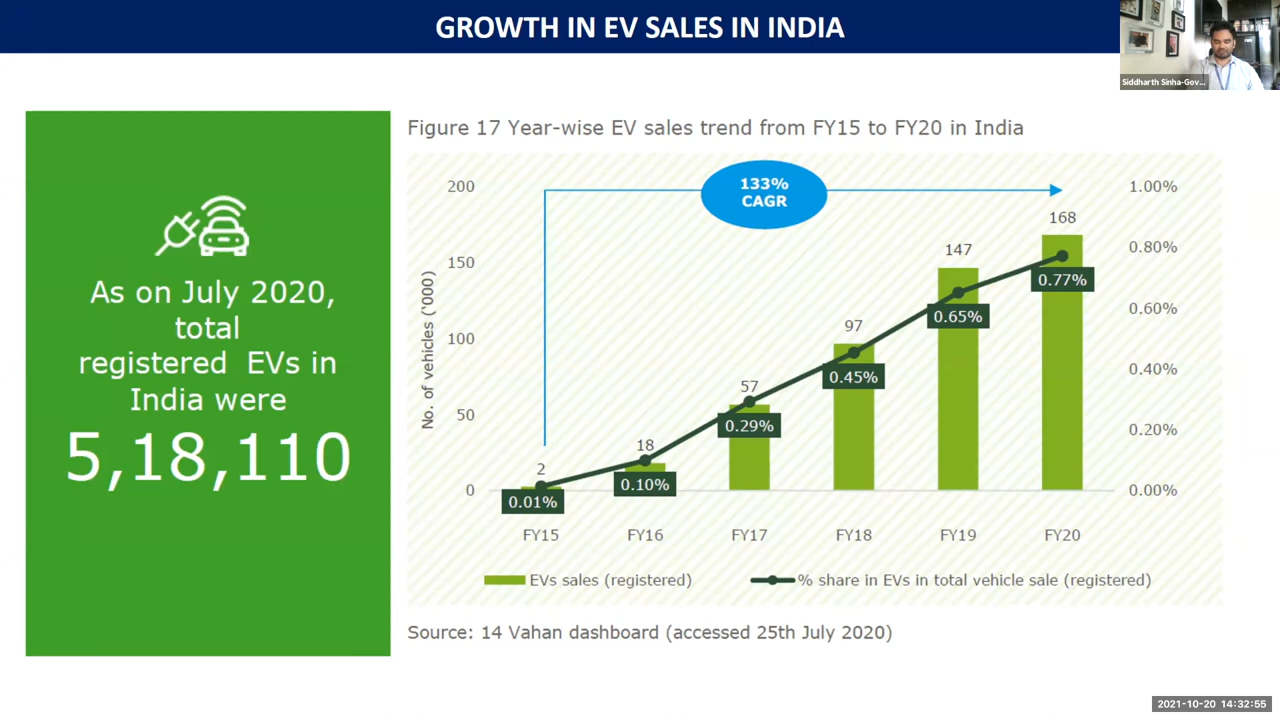 GROWTH IN EV SALES IN INDIA
Siddharth Sinha-Gov...
As on July 2020,
total
registered EVs in
India were
5,18,110
Figure 17 Year-wise EV sales trend from FY15 to FY20 in India
133%
CAGR
200
150
100
50
0
No. of vehicles ('000)
1.00%
0.80%
0.60%
0.40%
0.20%
0.00%
2
18
57
97
147
168
0.01%
0.10%
0.29%
0.45%
0.65%
0.77%
FY15 FY16 FY17 FY18 FY19 FY20
EVs sales (registered) % share in EVs in total vehicle sale (registered)
Source: 14 Vahan dashboard (accessed 25th July 2020)
2021-10-20 14:32:55